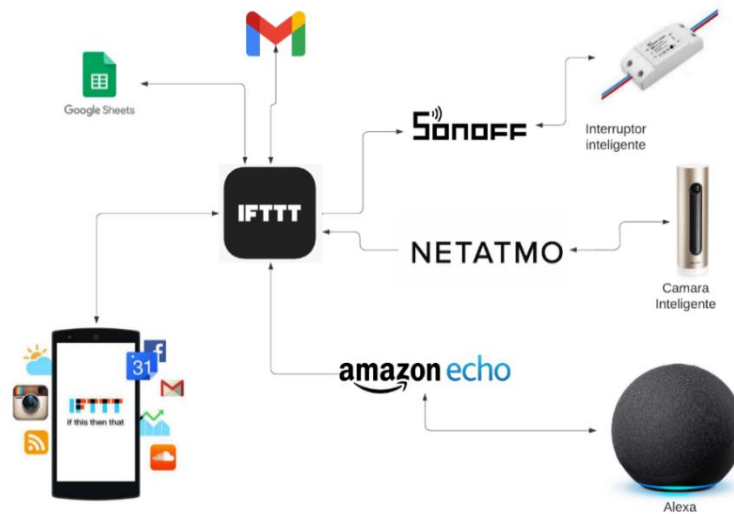 Google Sheets
SONOFF
Interruptor
inteligente
IFTTT
NETATMO
Camara
Inteligente
31
IFTTT
if this then that
amazon echo
Alexa